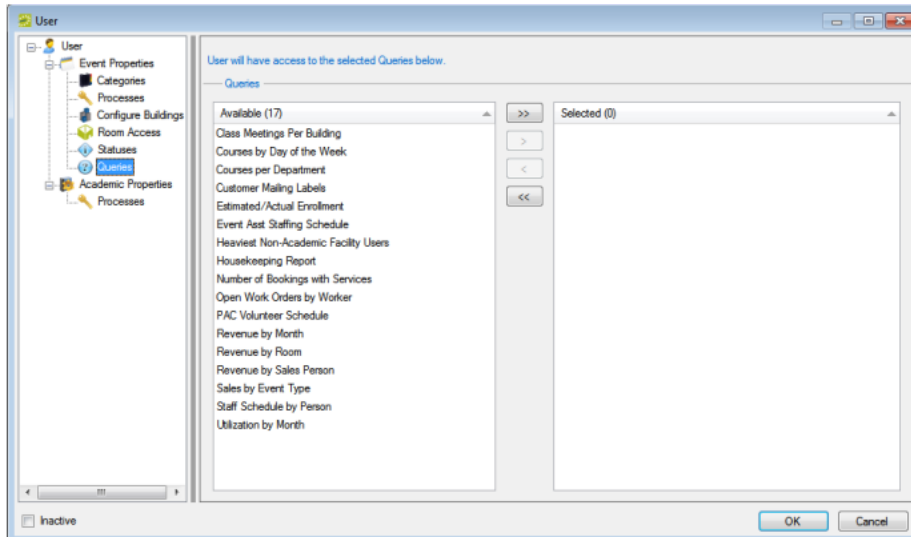 User
User
Event Properties
Categories
Processes
Configure Buildings
Room Access
Statuses
Queries
Academic Properties
Processes
User will have access to the selected Queries below.
Queries
Available (17)
Class Meetings Per Building
Courses by Day of the Week
Courses per Department
Customer Mailing Labels
Estimated/Actual Enrollment
Event Asst Staffing Schedule
Heaviest Non-Academic Facility Users
Housekeeping Report
Number of Bookings with Services
Open Work Orders by Worker
PAC Volunteer Schedule
Revenue by Month
Revenue by Room
Revenue by Sales Person
Sales by Event Type
Staff Schedule by Person
Utilization by Month
>>
>
<
<<
Selected (0)
Inactive
OK
Cancel